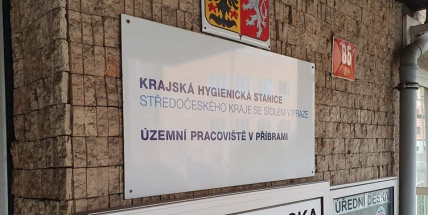 85
KRAJSKÁ HYGIENICKÁ STANICE
STŘEDOČESKÉHO KRAJE SE SÍDLEM V PRAZE
ÚZEMNÍ PRACOVIŠTĚ V PŘÍBRAMI
ÚŘEDNÍ DESKA